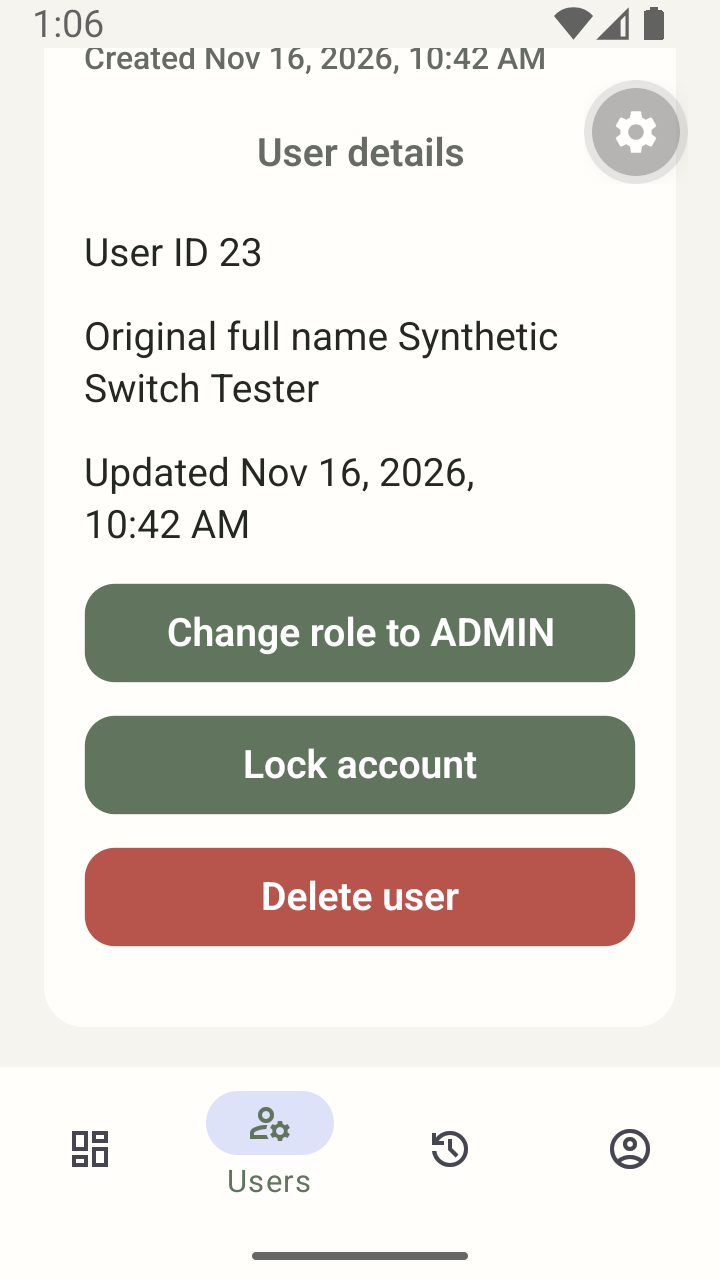 1:06
Created Nov 16, 2026, 10:42 AM
User details
User ID 23
Original full name Synthetic
Switch Tester
Updated Nov 16, 2026,
10:42 AM
Change role to ADMIN
Lock account
Delete user
Users